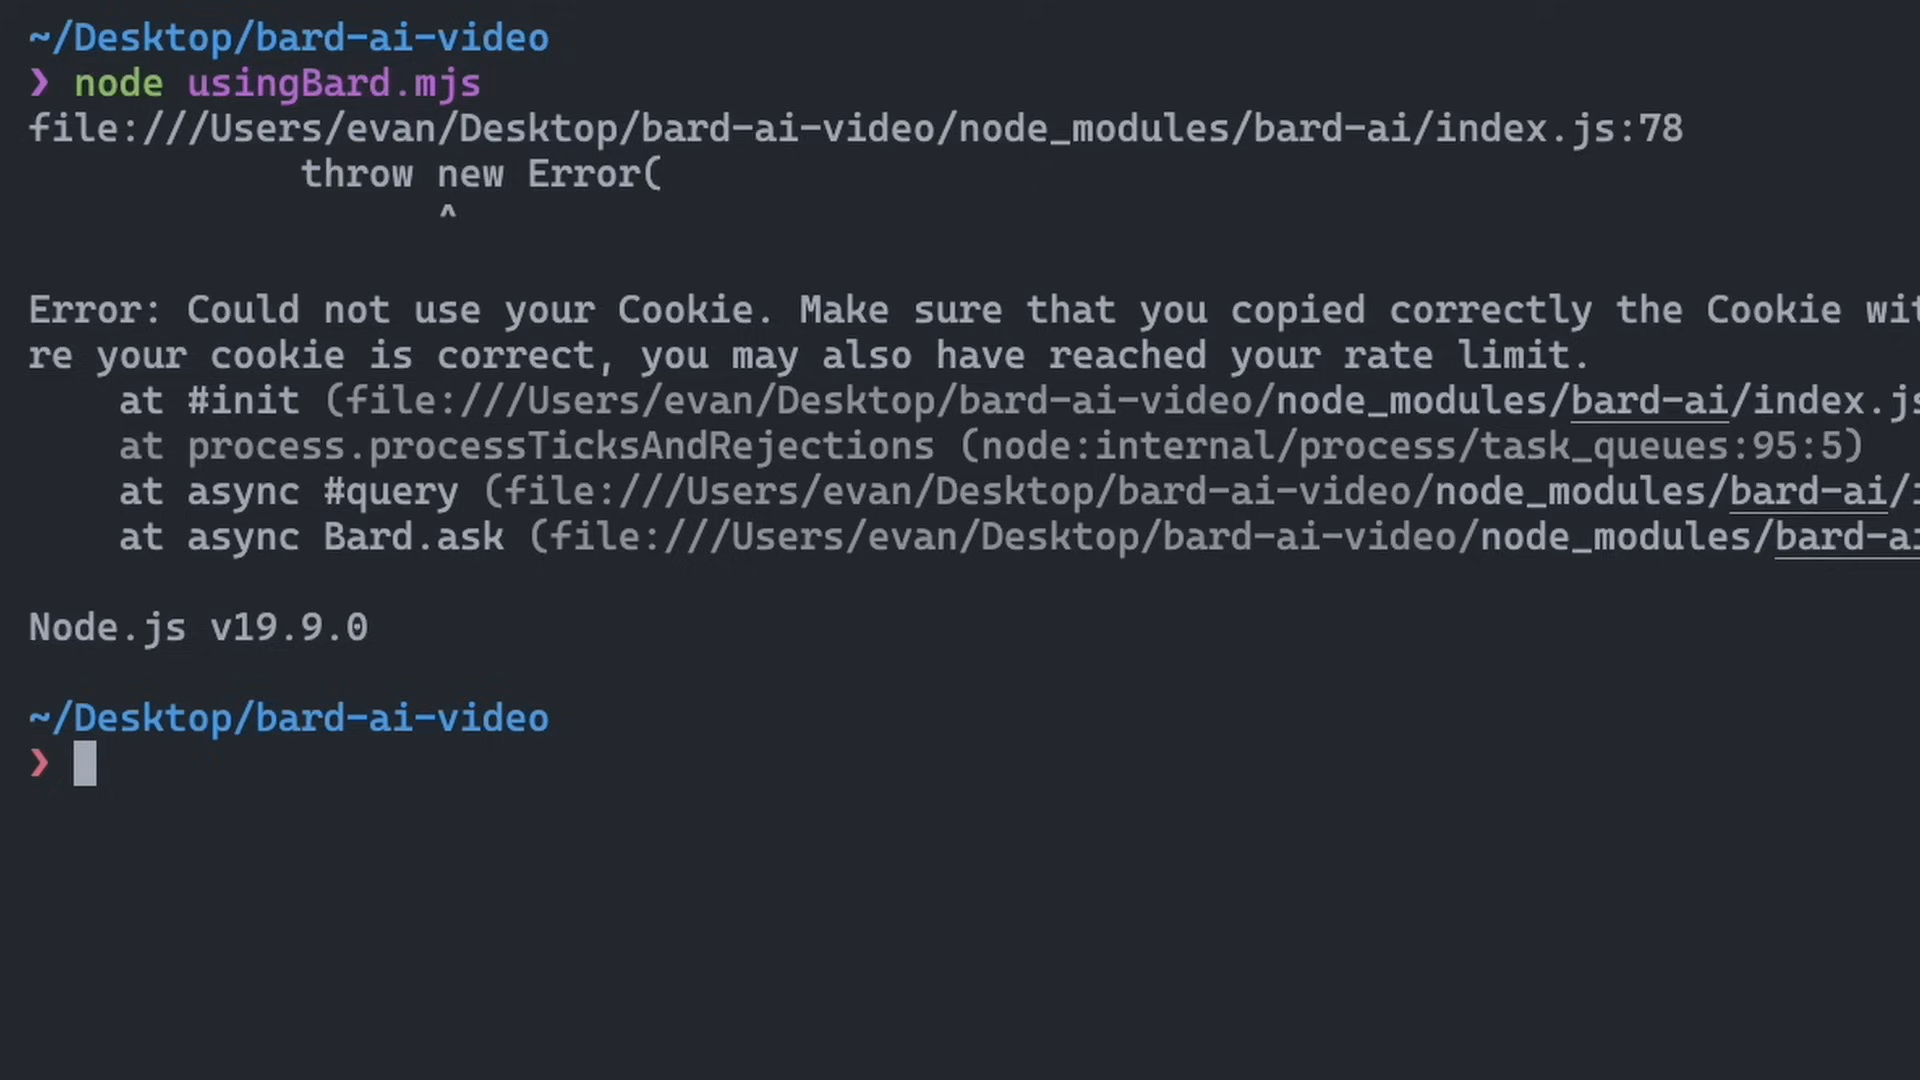 ~/Desktop/bard-ai-video
❯ node usingBard.mjs
file:///Users/evan/Desktop/bard-ai-video/node_modules/bard-ai/index.js:78
throw new Error(
^
Error: Could not use your Cookie. Make sure that you copied correctly the Cookie wit
re your cookie is correct, you may also have reached your rate limit.
at #init (file:///Users/evan/Desktop/bard-ai-video/node_modules/bard-ai/index.js
at process.processTicksAndRejections (node:internal/process/task_queues:95:5)
at async #query (file:///Users/evan/Desktop/bard-ai-video/node_modules/bard-ai/i
at async Bard.ask (file:///Users/evan/Desktop/bard-ai-video/node_modules/bard-ai
Node.js v19.9.0
~/Desktop/bard-ai-video
❯